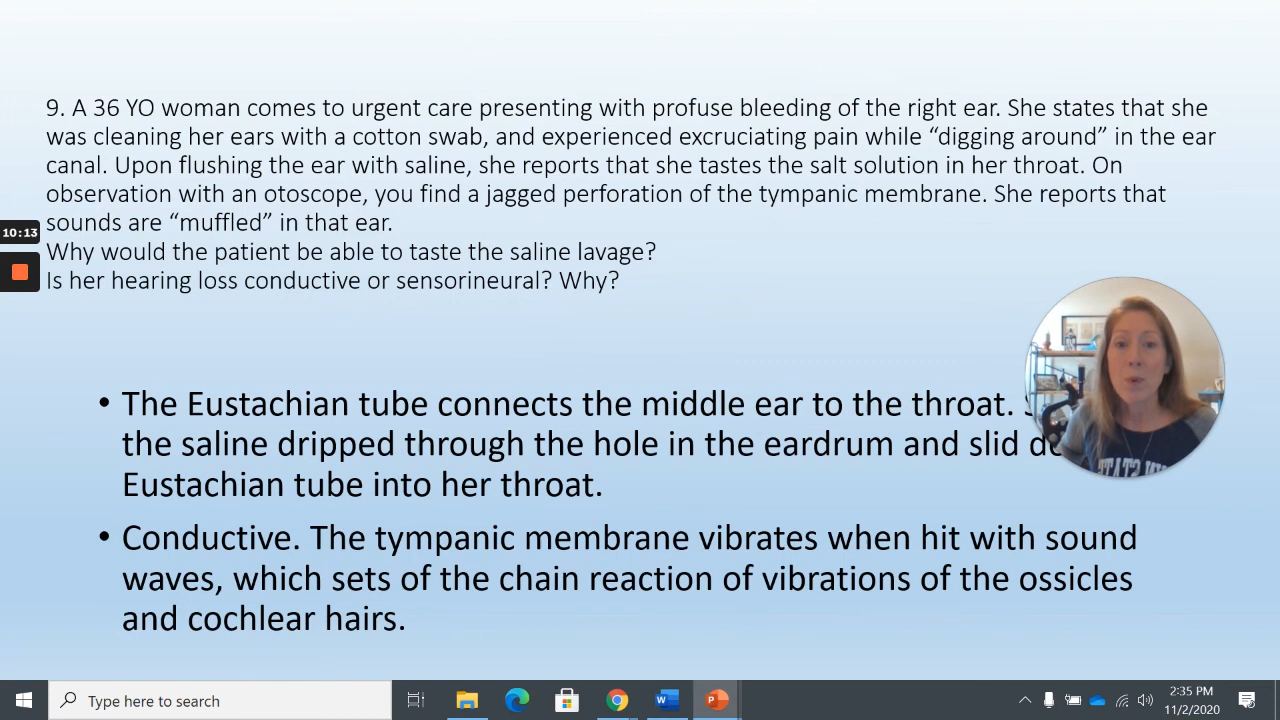 9. A 36 YO woman comes to urgent care presenting with profuse bleeding of the right ear. She states that she
was cleaning her ears with a cotton swab, and experienced excruciating pain while “digging around” in the ear
canal. Upon flushing the ear with saline, she reports that she tastes the salt solution in her throat. On
observation with an otoscope, you find a jagged perforation of the tympanic membrane. She reports that
sounds are “muffled” in that ear.
10:13
Why would the patient be able to taste the saline lavage?
Is her hearing loss conductive or sensorineural? Why?
• The Eustachian tube connects the middle ear to the throat.
the saline dripped through the hole in the eardrum and slid
Eustachian tube into her throat.
• Conductive. The tympanic membrane vibrates when hit with sound
waves, which sets of the chain reaction of vibrations of the ossicles
and cochlear hairs.
Type here to search
2:35 PM
11/2/2020